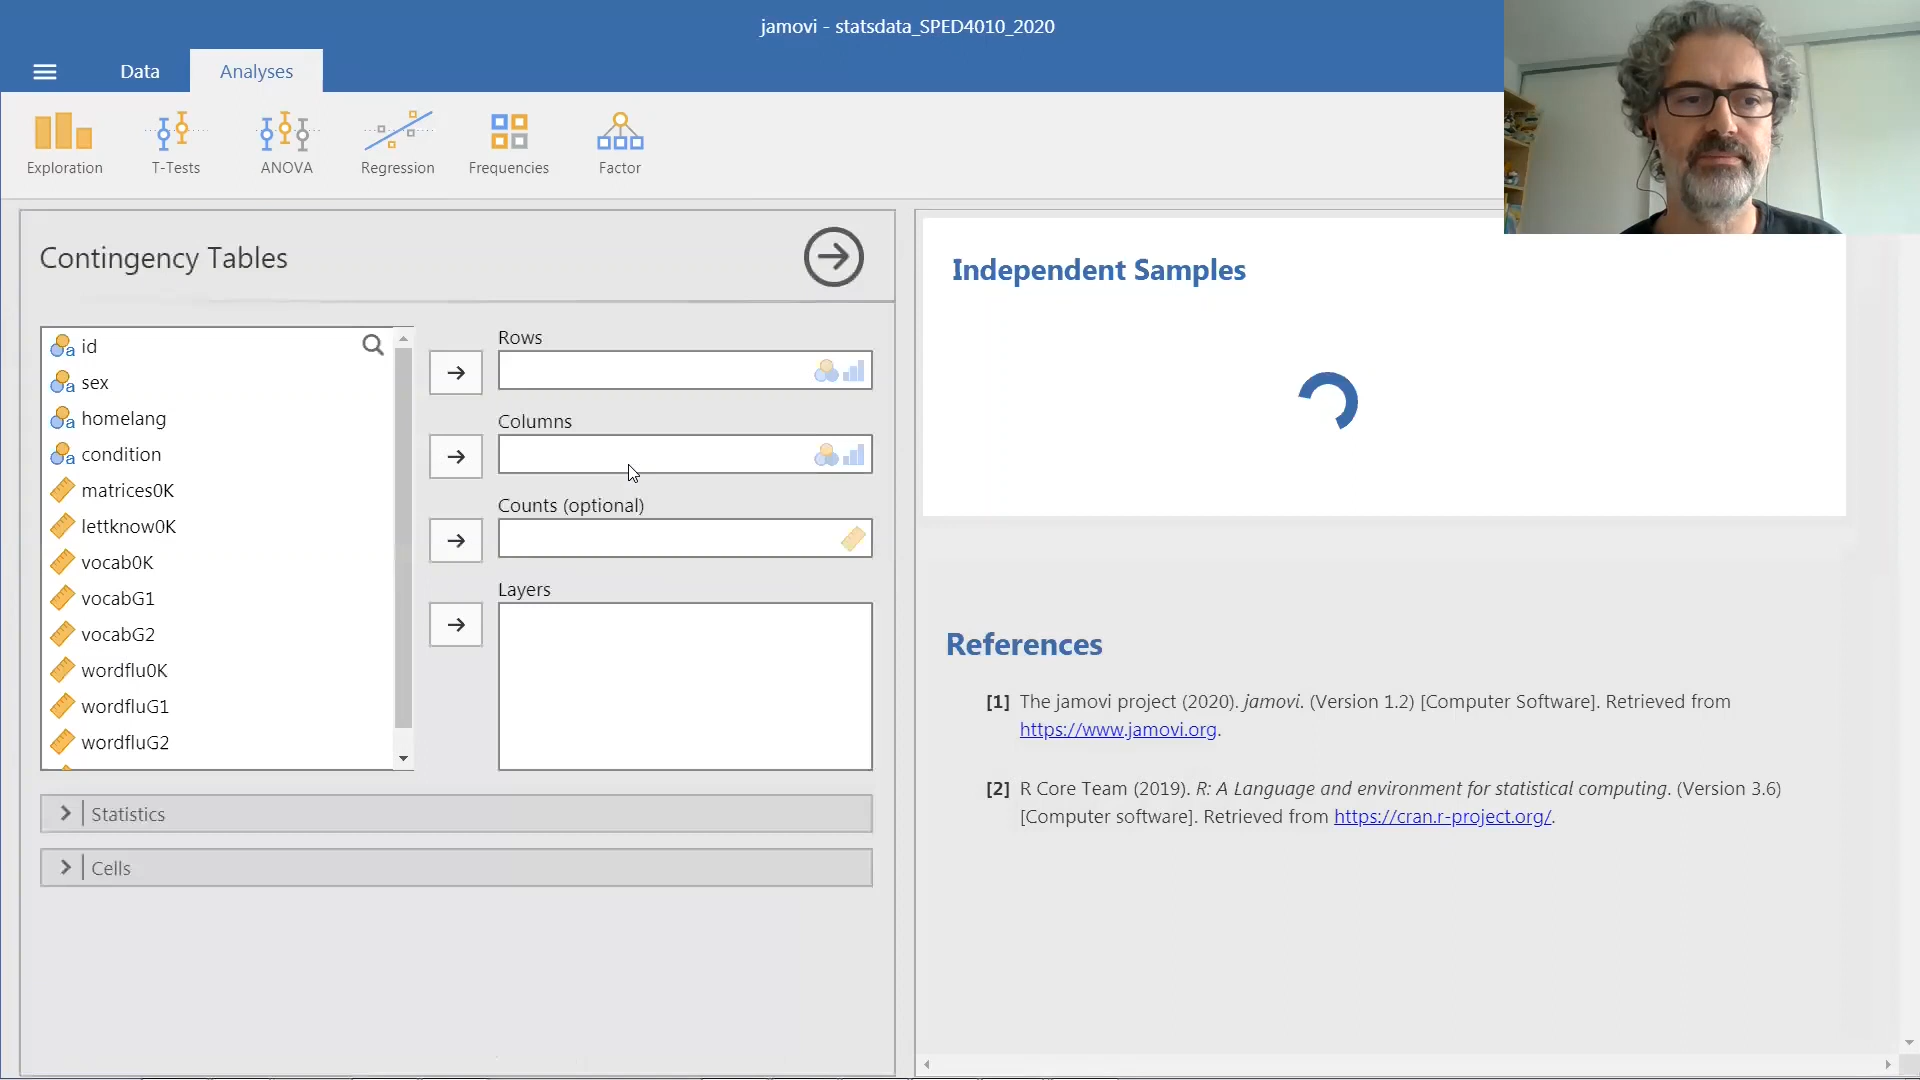 jamovi - statsdata_SPED4010_2020
Data
Analyses
Exploration
T-Tests
ANOVA
Regression
Frequencies
Factor
Contingency Tables
id
sex
homelang
condition
matrices0K
lettknow0K
vocab0K
vocabG1
vocabG2
wordflu0K
wordfluG1
wordfluG2
Rows
Columns
Counts (optional)
Layers
Statistics
Cells
Independent Samples
References
[1] The jamovi project (2020). jamovi. (Version 1.2) [Computer Software]. Retrieved from
https://www.jamovi.org.
[2] R Core Team (2019). R: A Language and environment for statistical computing. (Version 3.6)
[Computer software]. Retrieved from https://cran.r-project.org/.